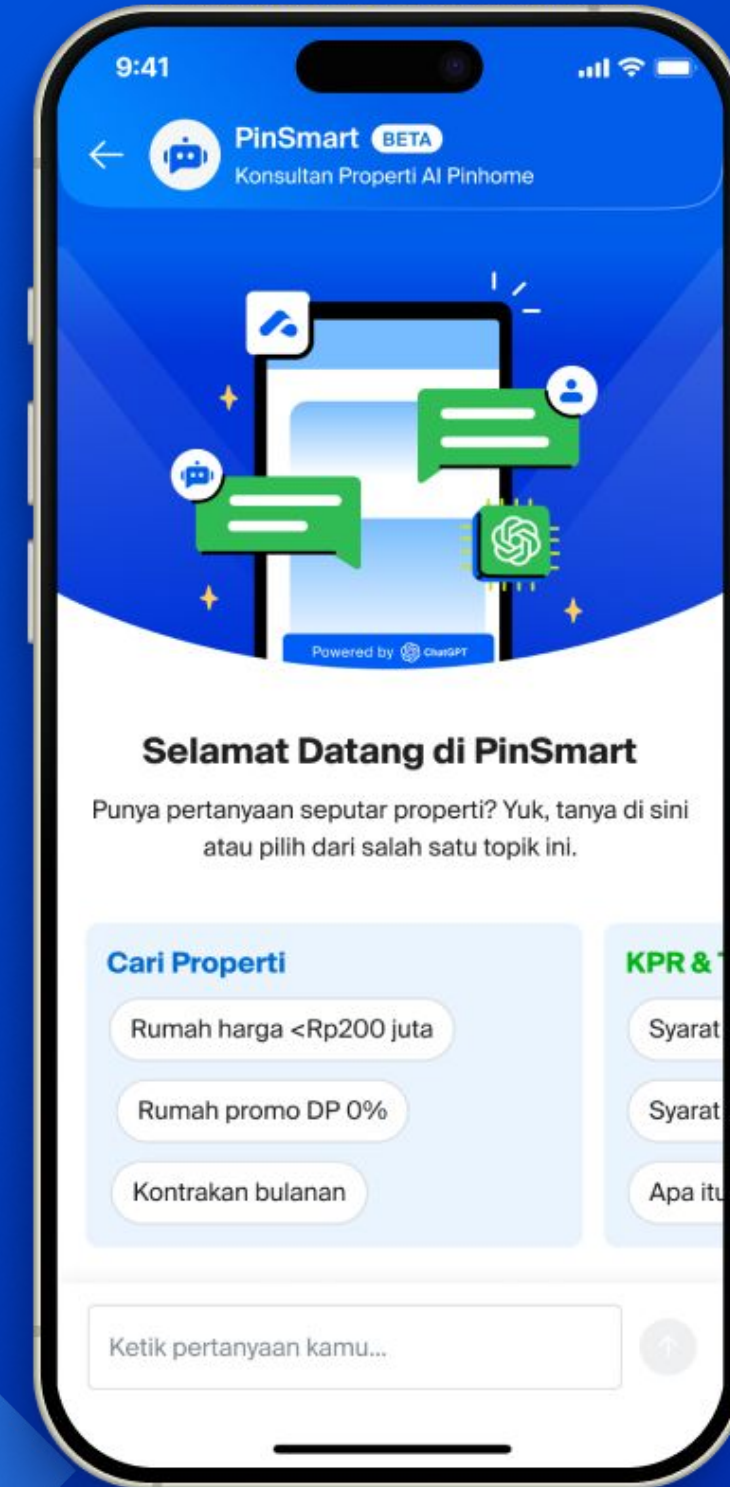 9:41
PinSmart BETA
Konsultan Properti AI Pinhome
Powered by ChatGPT
Selamat Datang di PinSmart
Punya pertanyaan seputar properti? Yuk, tanya di sini
atau pilih dari salah satu topik ini.
Cari Properti
Rumah harga <Rp200 juta
Rumah promo DP 0%
Kontrakan bulanan
KPR &
Syarat
Syarat
Apa itu
Ketik pertanyaan kamu...